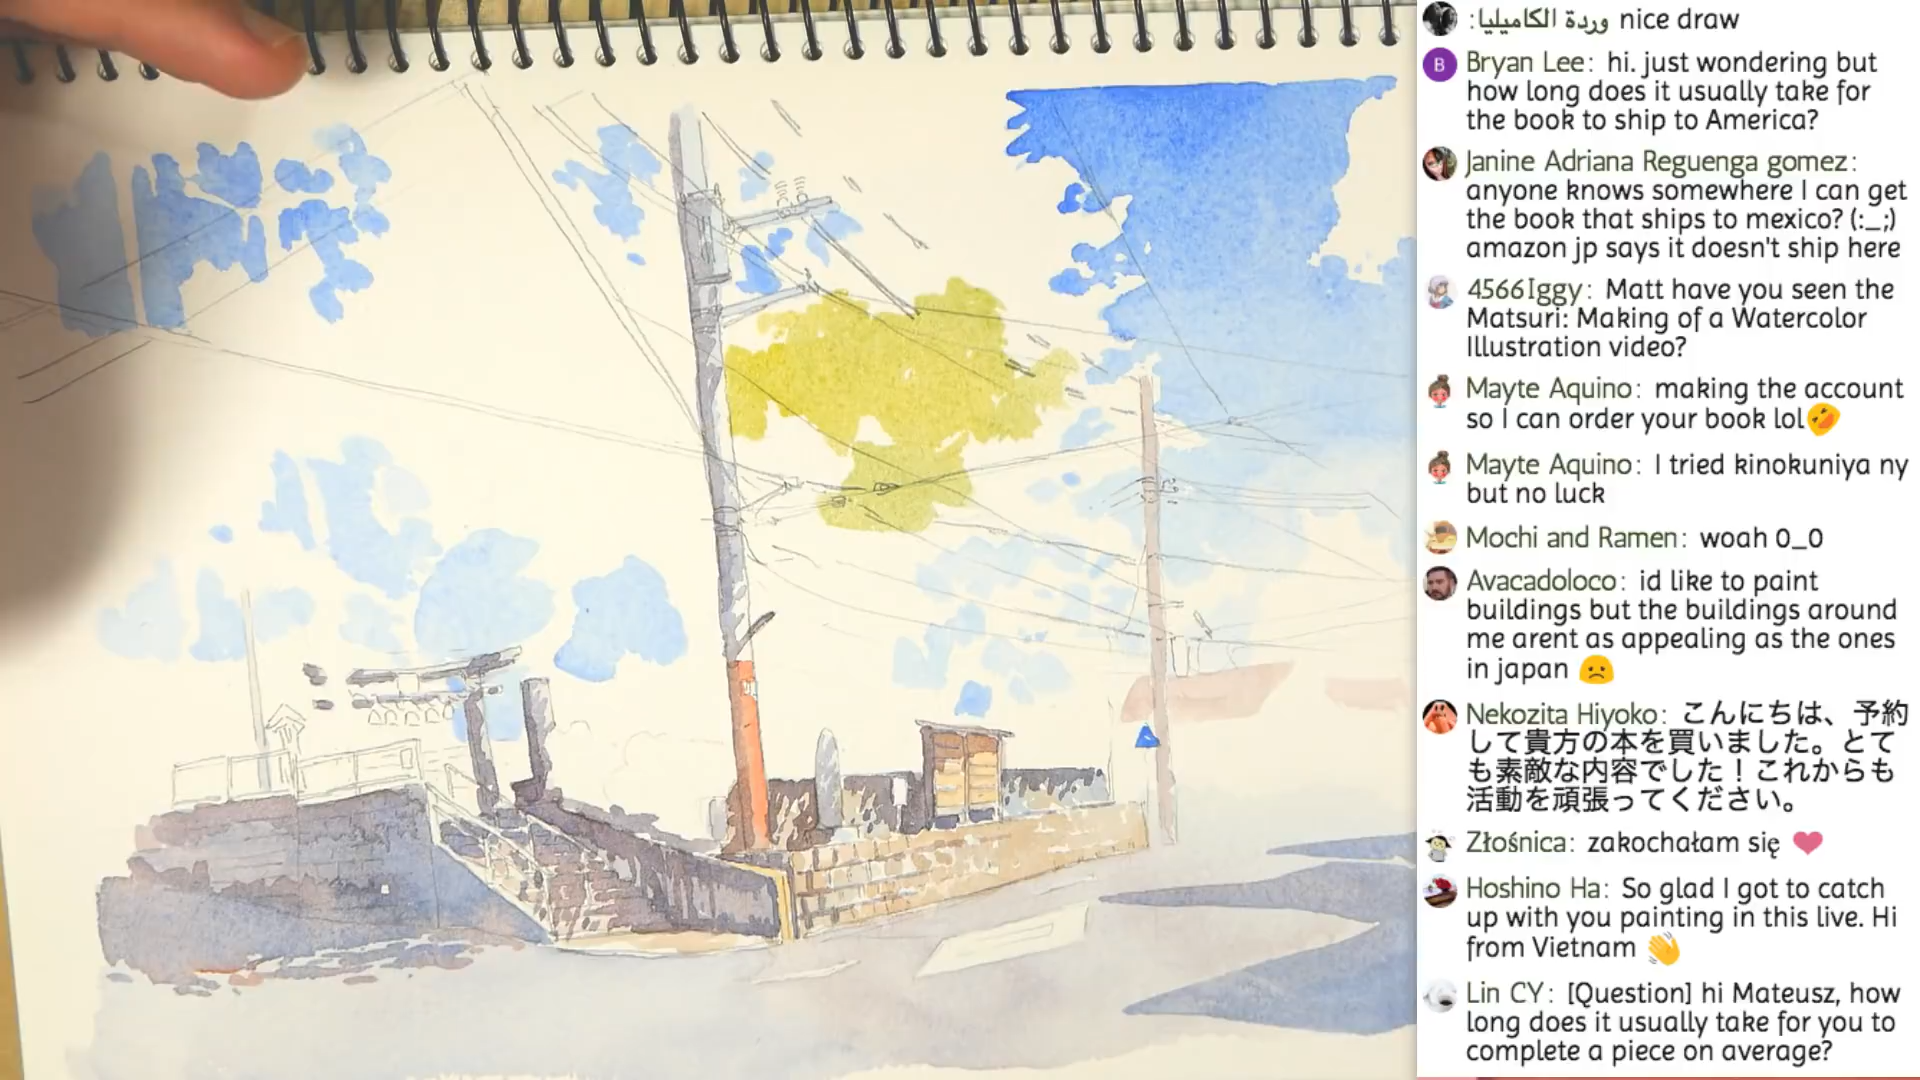 وردة الكاميليا: nice draw
B
Bryan Lee: hi. just wondering but
how long does it usually take for
the book to ship to America?
Janine Adriana Reguenga gomez:
anyone knows somewhere I can get
the book that ships to mexico? (:_;)
amazon jp says it doesn't ship here
4566Iggy: Matt have you seen the
Matsuri: Making of a Watercolor
Illustration video?
Mayte Aquino: making the account
so I can order your book lol🤣
Mayte Aquino: I tried kinokuniya ny
but no luck
Mochi and Ramen: woah 0_0
Avacadoloco: id like to paint
buildings but the buildings around
me arent as appealing as the ones
in japan ☹️
Nekozita Hiyoko: こんにちは、予約
して貴方の本を買いました。とて
も素敵な内容でした！これからも
活動を頑張ってください。
Złośnica: zakochałam się ❤️
Hoshino Ha: So glad I got to catch
up with you painting in this live. Hi
from Vietnam 👋
Lin CY: [Question] hi Mateusz, how
long does it usually take for you to
complete a piece on average?